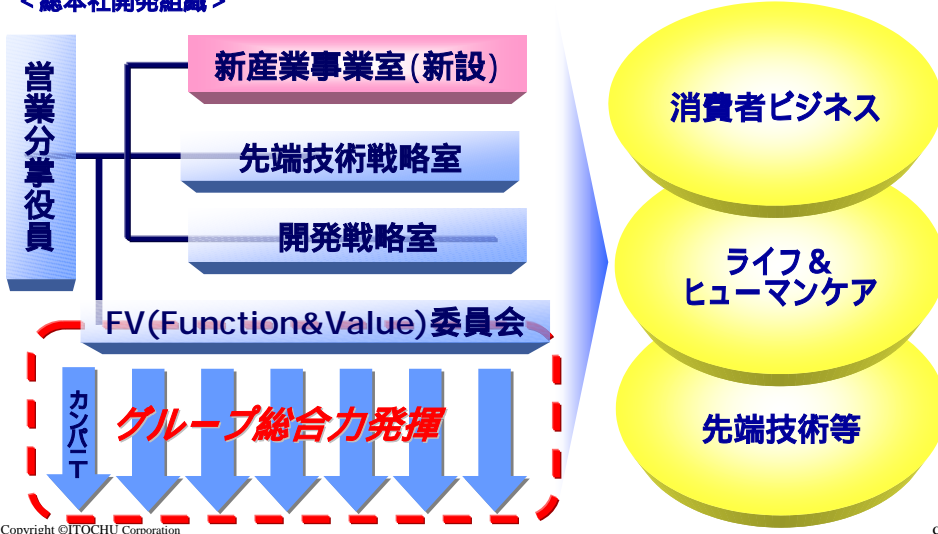 ＜総本社開発組織＞
営業分掌役員
新産業事業室(新設)
先端技術戦略室
開発戦略室
FV(Function&Value)委員会
カンパニー
グループ総合力発揮
消費者ビジネス
ライフ＆
ヒューマンケア
先端技術等
Copyright ©ITOCHU Corporation